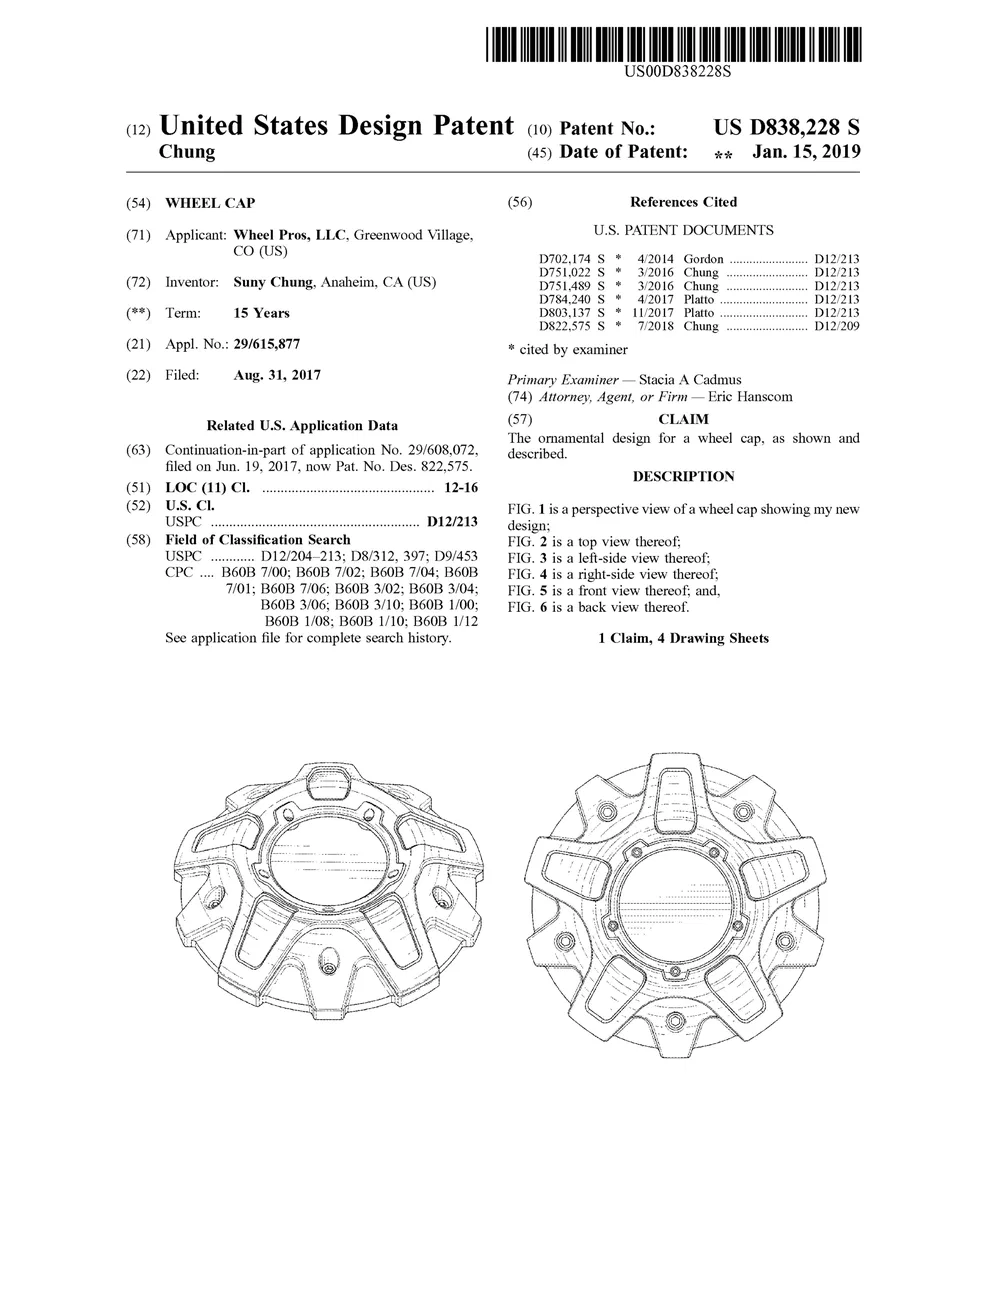 US00D838228S
(12) United States Design Patent
Chung
(10) Patent No.: US D838,228 S
(45) Date of Patent: ** Jan. 15, 2019
(54) WHEEL CAP
(71) Applicant: Wheel Pros, LLC, Greenwood Village,
CO (US)
(72) Inventor: Suny Chung, Anaheim, CA (US)
(**) Term: 15 Years
(21) Appl. No.: 29/615,877
(22) Filed: Aug. 31, 2017
Related U.S. Application Data
(63) Continuation-in-part of application No. 29/608,072,
filed on Jun. 19, 2017, now Pat. No. Des. 822,575.
(51) LOC (11) Cl. ............................................... 12-16
(52) U.S. Cl.
USPC ......................................................... D12/213
(58) Field of Classification Search
USPC ............ D12/204–213; D8/312, 397; D9/453
CPC .... B60B 7/00; B60B 7/02; B60B 7/04; B60B
7/01; B60B 7/06; B60B 3/02; B60B 3/04;
B60B 3/06; B60B 3/10; B60B 1/00;
B60B 1/08; B60B 1/10; B60B 1/12
See application file for complete search history.
(56) References Cited
U.S. PATENT DOCUMENTS
D702,174 S * 4/2014 Gordon ........................ D12/213
D751,022 S * 3/2016 Chung ......................... D12/213
D751,489 S * 3/2016 Chung ......................... D12/213
D784,240 S * 4/2017 Platto ........................... D12/213
D803,137 S * 11/2017 Platto ........................... D12/213
D822,575 S * 7/2018 Chung ......................... D12/209
* cited by examiner
Primary Examiner — Stacia A Cadmus
(74) Attorney, Agent, or Firm — Eric Hanscom
(57) CLAIM
The ornamental design for a wheel cap, as shown and
described.
DESCRIPTION
FIG. 1 is a perspective view of a wheel cap showing my new
design;
FIG. 2 is a top view thereof;
FIG. 3 is a left-side view thereof;
FIG. 4 is a right-side view thereof;
FIG. 5 is a front view thereof; and,
FIG. 6 is a back view thereof.
1 Claim, 4 Drawing Sheets